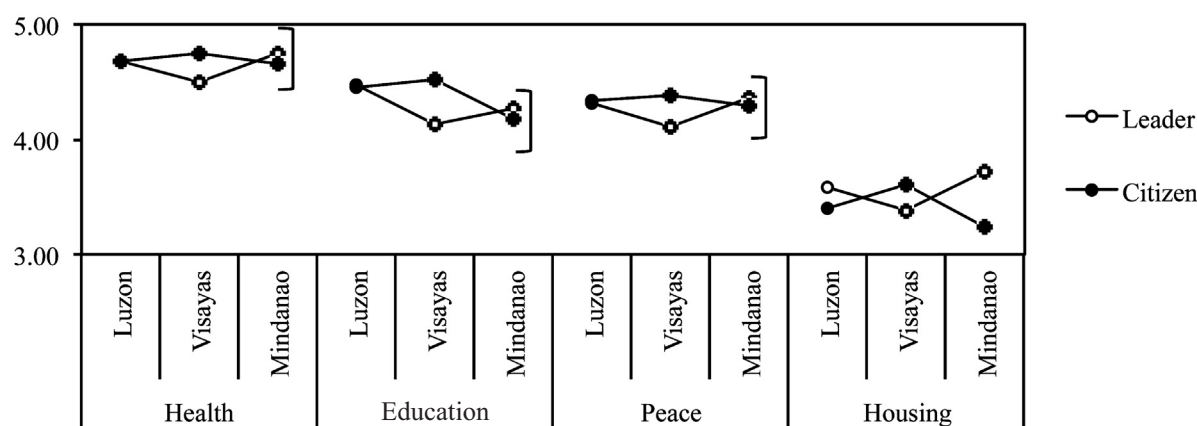 5.00
4.00
3.00
Leader
Citizen
Luzon
Visayas
Mindanao
Luzon
Visayas
Mindanao
Luzon
Visayas
Mindanao
Luzon
Visayas
Mindanao
Health
Education
Peace
Housing